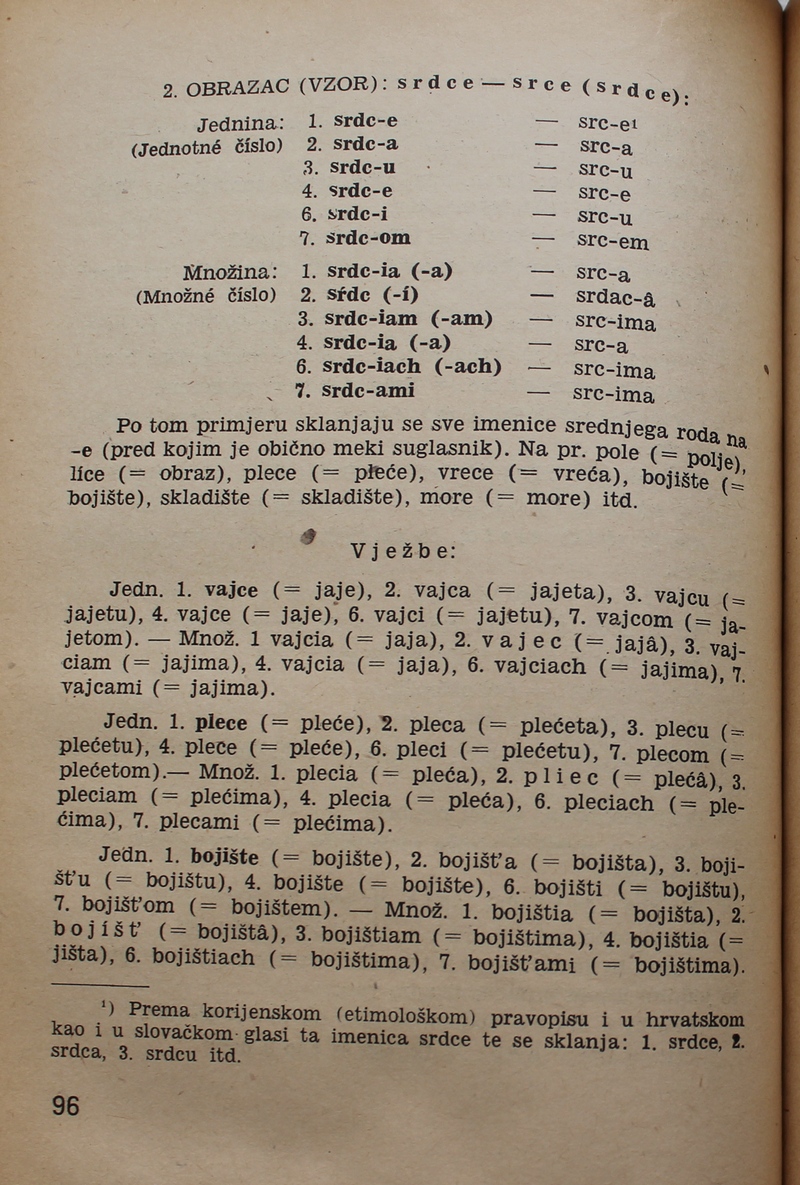 2. OBRAZAC (VZOR): srdce — srce (srdce):
Jednina: 1. srdc-e — src-e¹
(Jednotné číslo) 2. srdc-a — src-a
3. srdc-u — src-u
4. srdc-e — src-e
6. srdc-i — src-u
7. srdc-om — src-em
Množina: 1. srdc-ia (-a) — src-a
(Množné číslo) 2. sŕdc (-í) — srdac-â
3. srdc-iam (-am) — src-ima
4. srdc-ia (-a) — src-a
6. srdc-iach (-ach) — src-ima
7. srdc-ami — src-ima
Po tom primjeru sklanjaju se sve imenice srednjega roda na
-e (pred kojim je obično meki suglasnik). Na pr. pole (= polje),
líce (= obraz), plece (= pleće), vrece (= vreća), bojište (=
bojište), skladište (= skladište), more (= more) itd.
Vježbe:
Jedn. 1. vajce (= jaje), 2. vajca (= jajeta), 3. vajcu (=
jajetu), 4. vajce (= jaje), 6. vajci (= jajetu), 7. vajcom (= ja-
jetom). — Množ. 1 vajcia (= jaja), 2. vajec (= jajâ), 3. vaj-
ciam (= jajima), 4. vajcia (= jaja), 6. vajciach (= jajima), 7.
vajcami (= jajima).
Jedn. 1. plece (= pleće), 2. pleca (= plećeta), 3. plecu (=
plećetu), 4. plece (= pleće), 6. pleci (= plećetu), 7. plecom (=
plećetom).— Množ. 1. plecia (= pleća), 2. pliec (= plećâ), 3.
pleciam (= plećima), 4. plecia (= pleća), 6. pleciach (= ple-
ćima), 7. plecami (= plećima).
Jedn. 1. bojište (= bojište), 2. bojišťa (= bojišta), 3. boji-
šťu (= bojištu), 4. bojište (= bojište), 6. bojišti (= bojištu),
7. bojišťom (= bojištem). — Množ. 1. bojištia (= bojišta), 2.
bojíšť (= bojištâ), 3. bojištiam (= bojištima), 4. bojištia (=
jišta), 6. bojištiach (= bojištima), 7. bojišťami (= bojištima).
¹) Prema korijenskom (etimološkom) pravopisu i u hrvatskom
kao i u slovačkom glasi ta imenica srdce te se sklanja: 1. srdce, 2.
srdca, 3. srdcu itd.
96